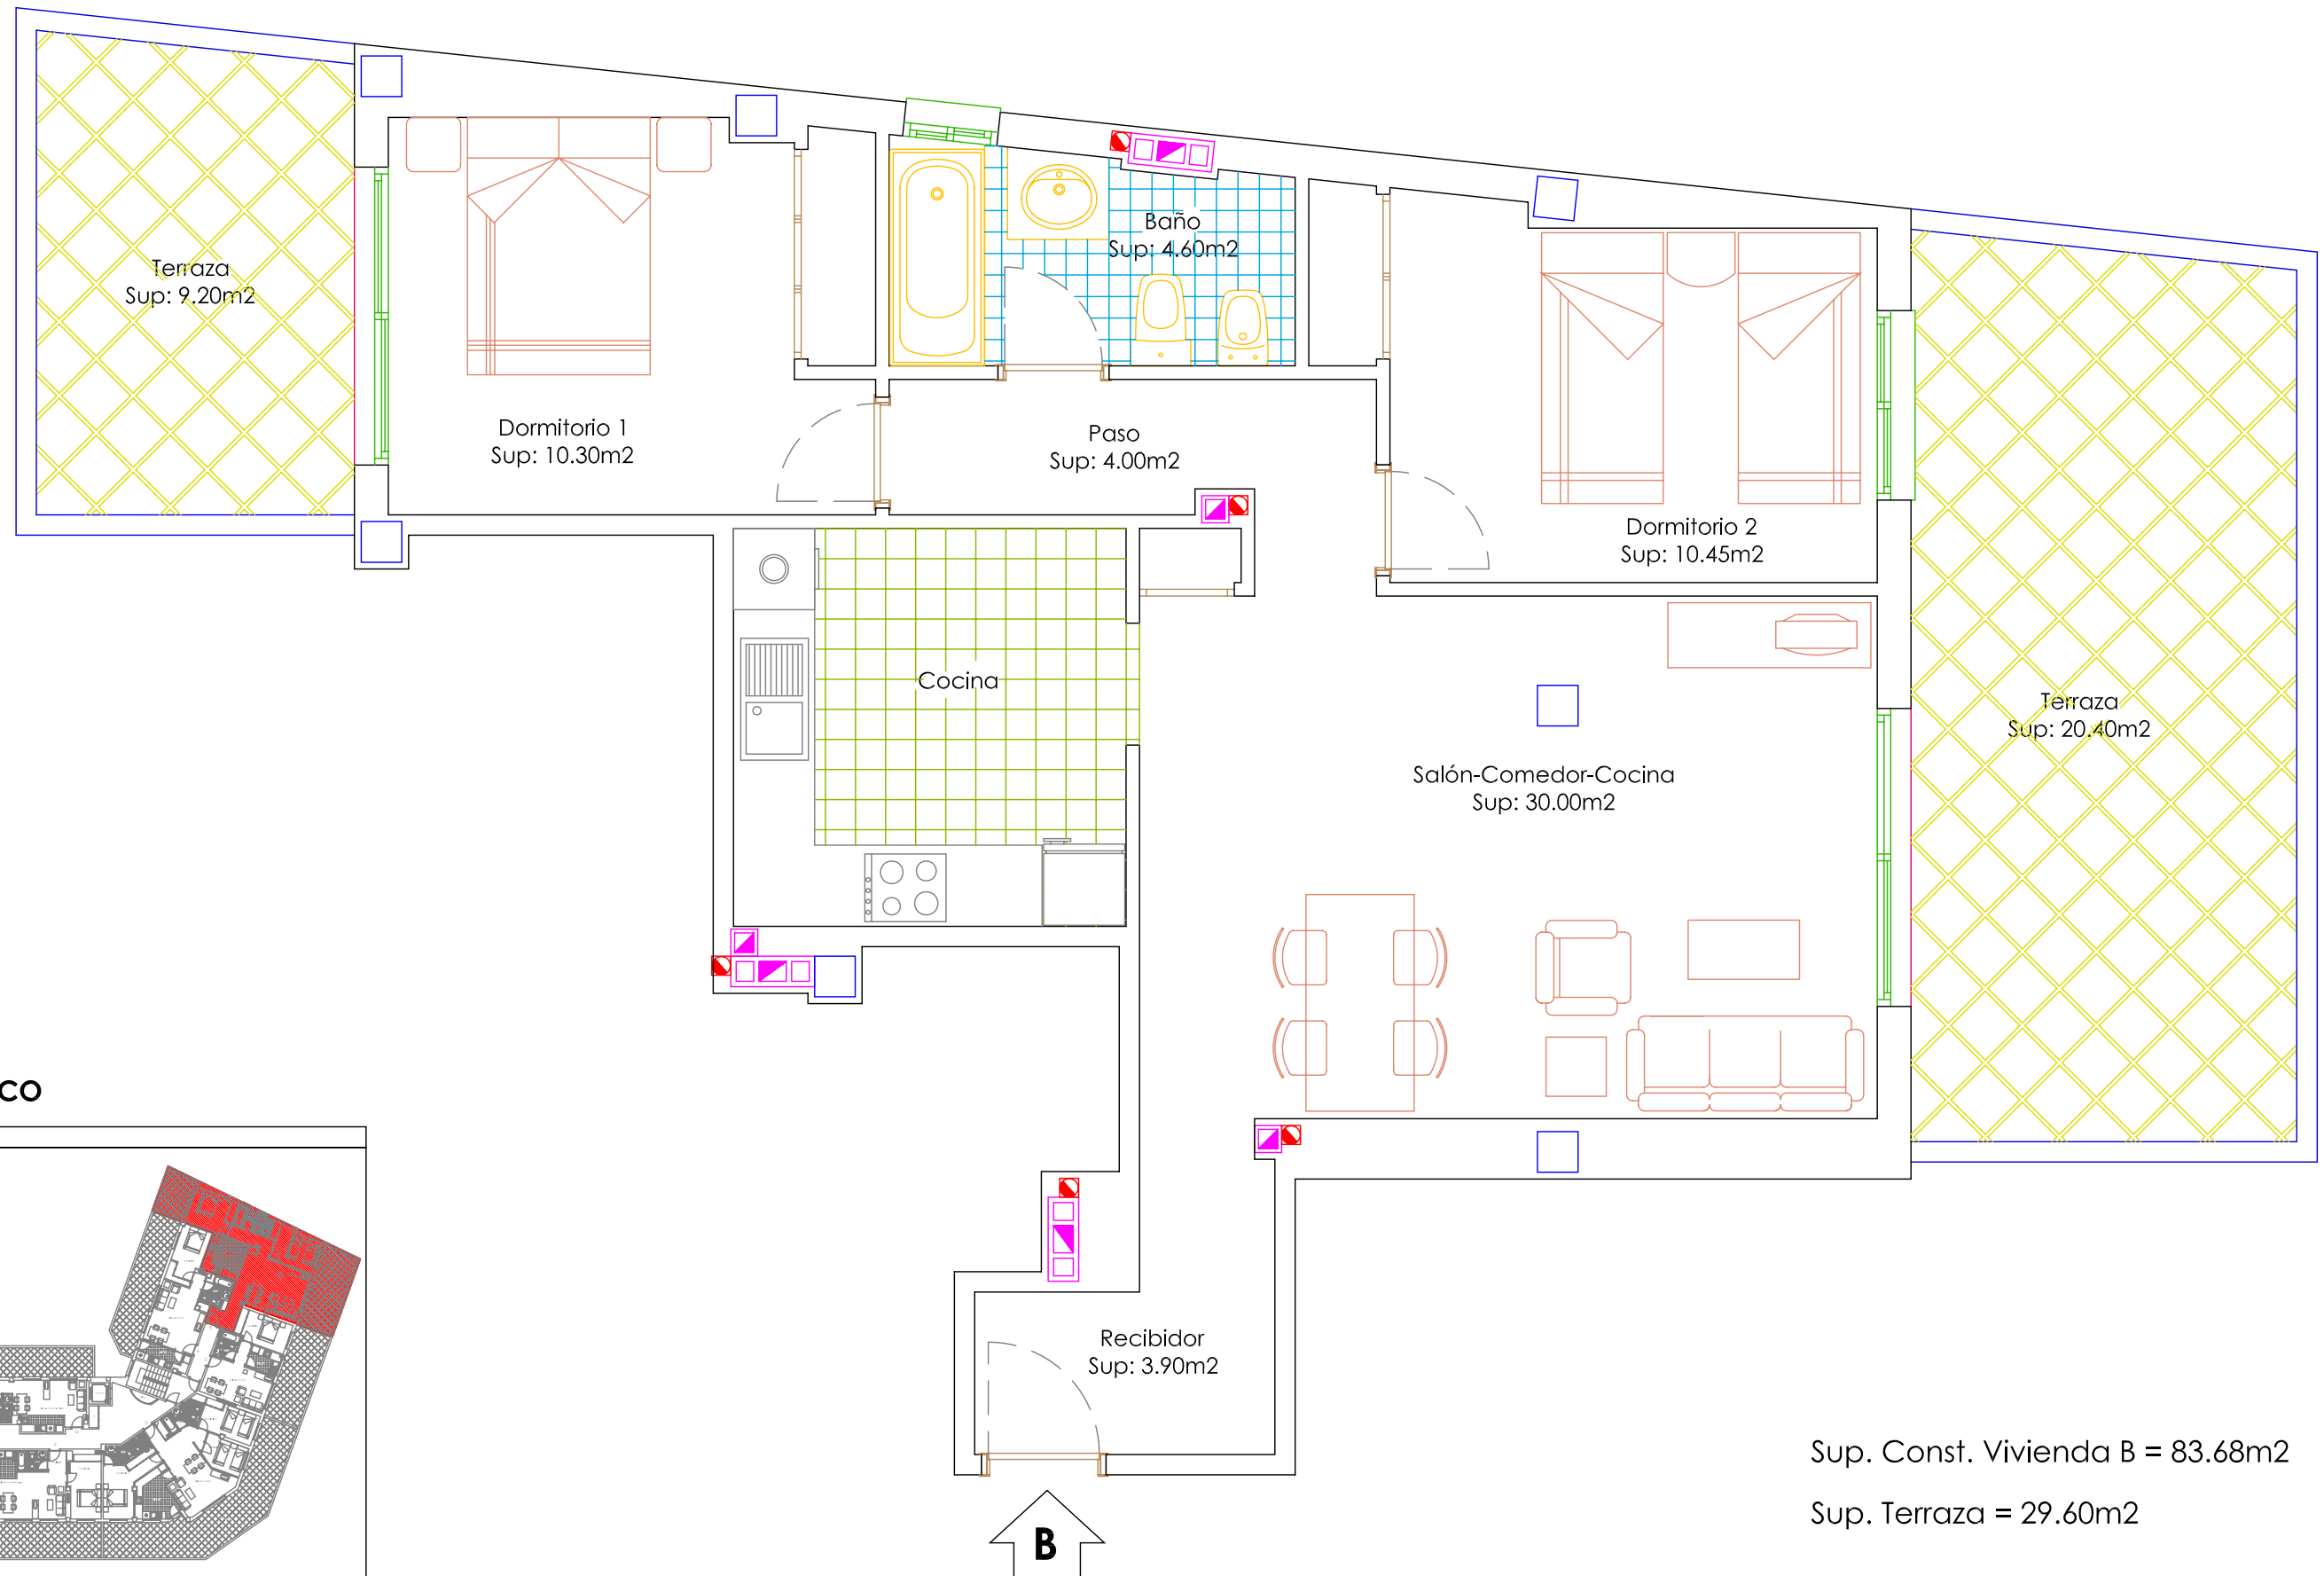 Baño
Sup: 4.60m2
Terraza
Sup: 9.20m2
Dormitorio 1
Sup: 10.30m2
Paso
Sup: 4.00m2
Dormitorio 2
Sup: 10.45m2
Cocina
Terraza
Sup: 20.40m2
Salón-Comedor-Cocina
Sup: 30.00m2
co
Recibidor
Sup: 3.90m2
Sup. Const. Vivienda B = 83.68m2
Sup. Terraza = 29.60m2
B